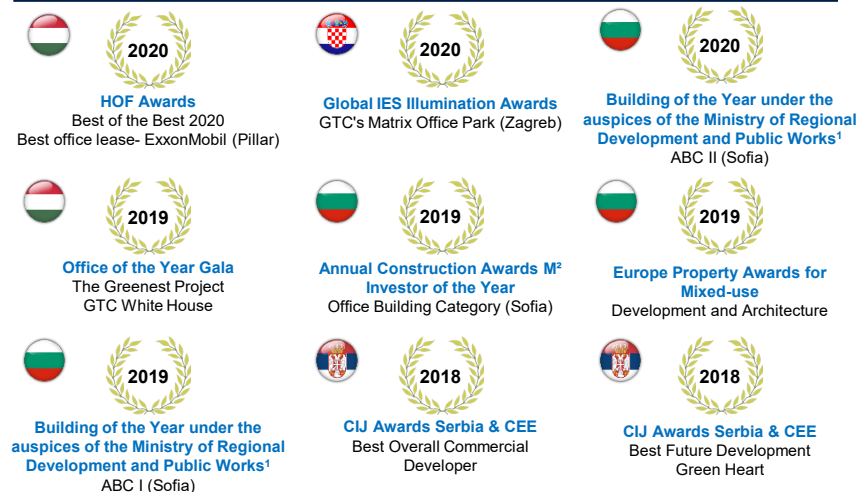 2020
HOF Awards
Best of the Best 2020
Best office lease- ExxonMobil (Pillar)
2020
Global IES Illumination Awards
GTC's Matrix Office Park (Zagreb)
2020
Building of the Year under the
auspices of the Ministry of Regional
Development and Public Works¹
ABC II (Sofia)
2019
Office of the Year Gala
The Greenest Project
GTC White House
2019
Annual Construction Awards M²
Investor of the Year
Office Building Category (Sofia)
2019
Europe Property Awards for
Mixed-use
Development and Architecture
2019
Building of the Year under the
auspices of the Ministry of Regional
Development and Public Works¹
ABC I (Sofia)
2018
CIJ Awards Serbia & CEE
Best Overall Commercial
Developer
2018
CIJ Awards Serbia & CEE
Best Future Development
Green Heart